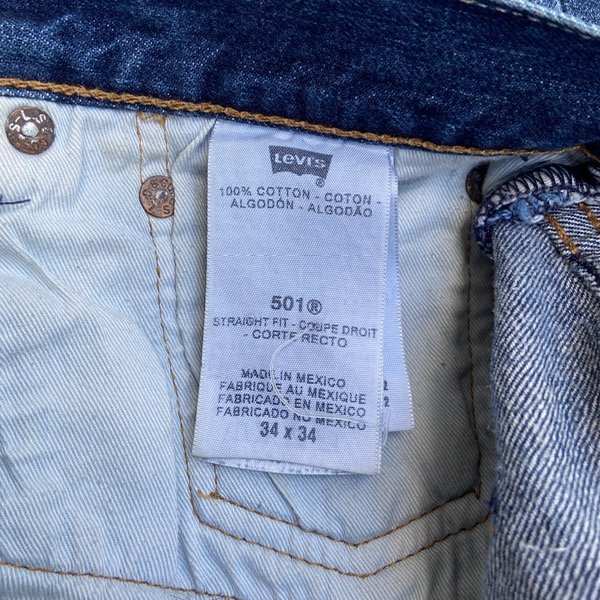 Levi's
®
100% COTTON - COTON -
ALGODÓN - ALGODÃO
501®
STRAIGHT FIT - COUPE DROIT
- CORTE RECTO
MADE IN MEXICO
FABRIQUE AU MEXIQUE
FABRICADO EN MEXICO
FABRICADO NO MEXICO
34 x 34